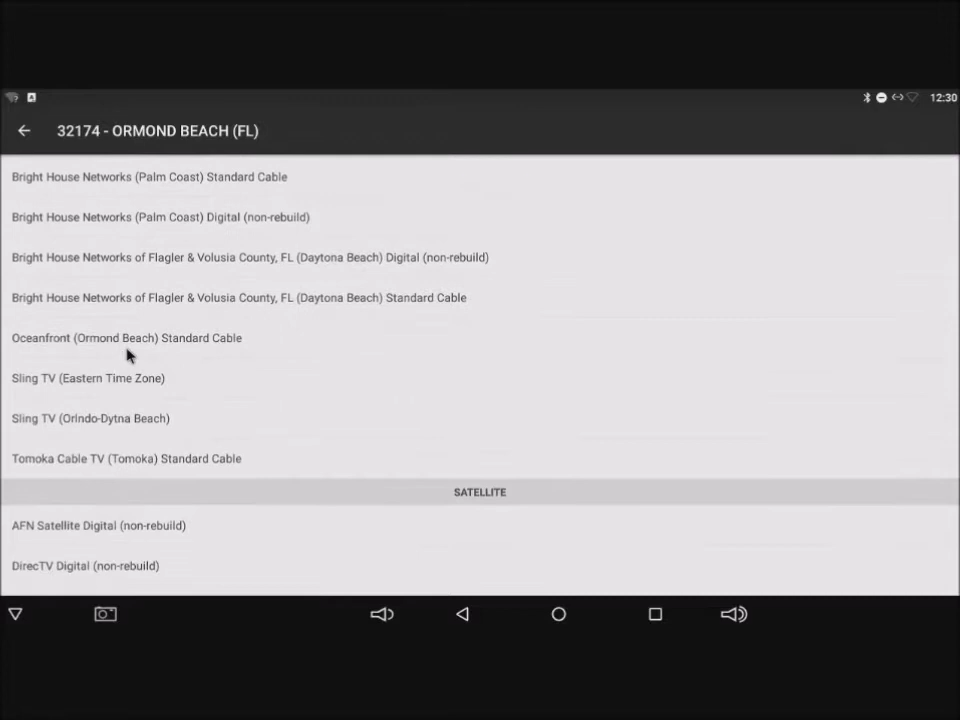 12:30
32174 - ORMOND BEACH (FL)
Bright House Networks (Palm Coast) Standard Cable
Bright House Networks (Palm Coast) Digital (non-rebuild)
Bright House Networks of Flagler & Volusia County, FL (Daytona Beach) Digital (non-rebuild)
Bright House Networks of Flagler & Volusia County, FL (Daytona Beach) Standard Cable
Oceanfront (Ormond Beach) Standard Cable
Sling TV (Eastern Time Zone)
Sling TV (Orlndo-Dytna Beach)
Tomoka Cable TV (Tomoka) Standard Cable
SATELLITE
AFN Satellite Digital (non-rebuild)
DirecTV Digital (non-rebuild)